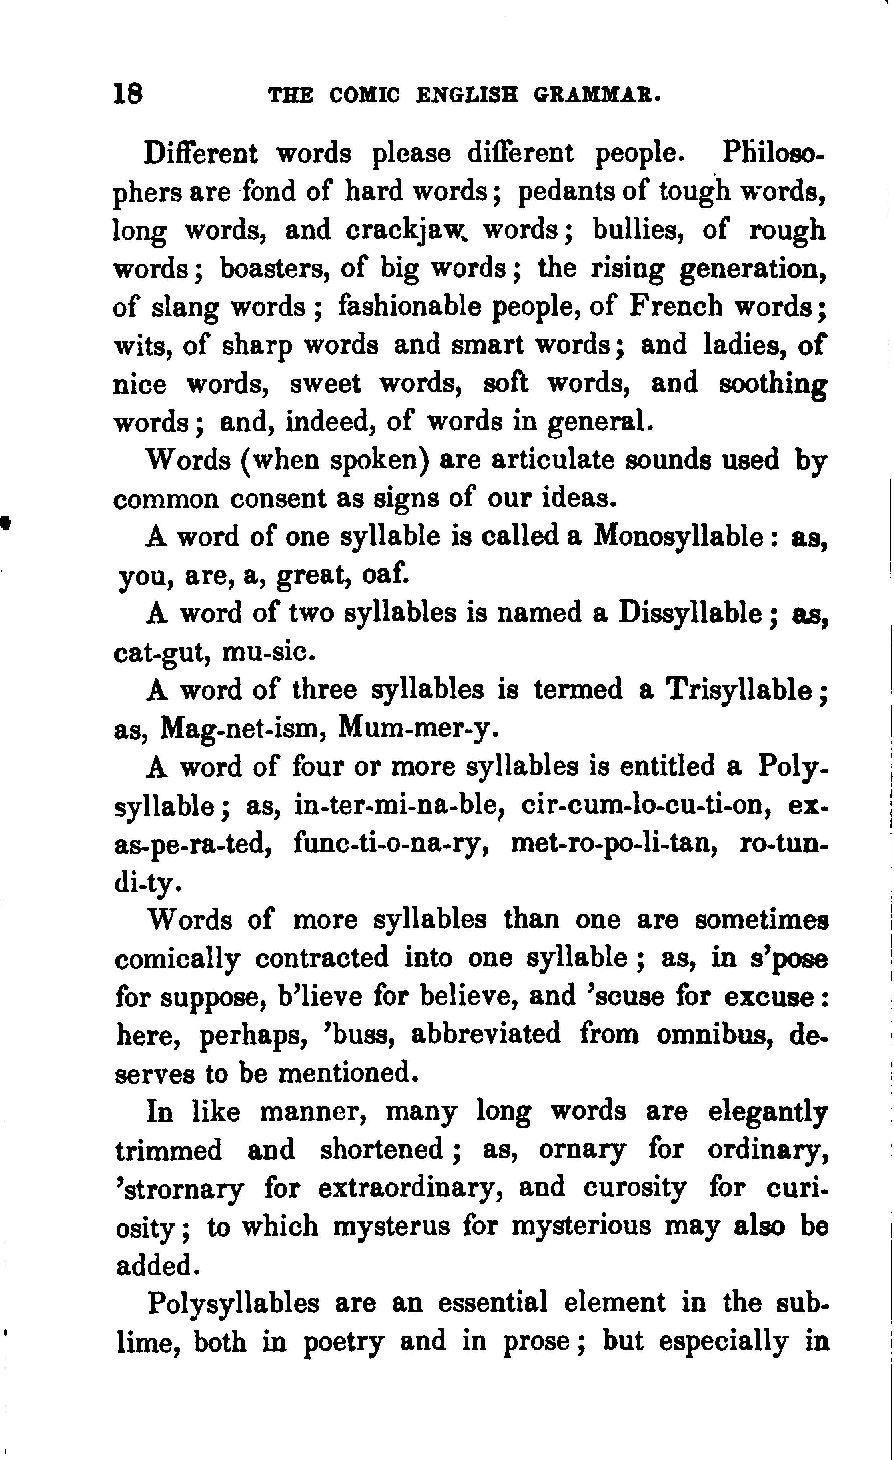 18 THE COMIC ENGLISH GRAMMAR.
Different words please different people. Philoso-
phers are fond of hard words; pedants of tough words,
long words, and crackjaw words; bullies, of rough
words; boasters, of big words; the rising generation,
of slang words; fashionable people, of French words;
wits, of sharp words and smart words; and ladies, of
nice words, sweet words, soft words, and soothing
words; and, indeed, of words in general.
Words (when spoken) are articulate sounds used by
common consent as signs of our ideas.
A word of one syllable is called a Monosyllable: as,
you, are, a, great, oaf.
A word of two syllables is named a Dissyllable; as,
cat-gut, mu-sic.
A word of three syllables is termed a Trisyllable;
as, Mag-net-ism, Mum-mer-y.
A word of four or more syllables is entitled a Poly-
syllable; as, in-ter-mi-na-ble, cir-cum-lo-cu-ti-on, ex-
as-pe-ra-ted, func-ti-o-na-ry, met-ro-po-li-tan, ro-tun-
di-ty.
Words of more syllables than one are sometimes
comically contracted into one syllable; as, in s'pose
for suppose, b'lieve for believe, and 'scuse for excuse:
here, perhaps, 'buss, abbreviated from omnibus, de-
serves to be mentioned.
In like manner, many long words are elegantly
trimmed and shortened; as, ornary for ordinary,
'strornary for extraordinary, and curosity for curi-
osity; to which mysterus for mysterious may also be
added.
Polysyllables are an essential element in the sub-
lime, both in poetry and in prose; but especially in